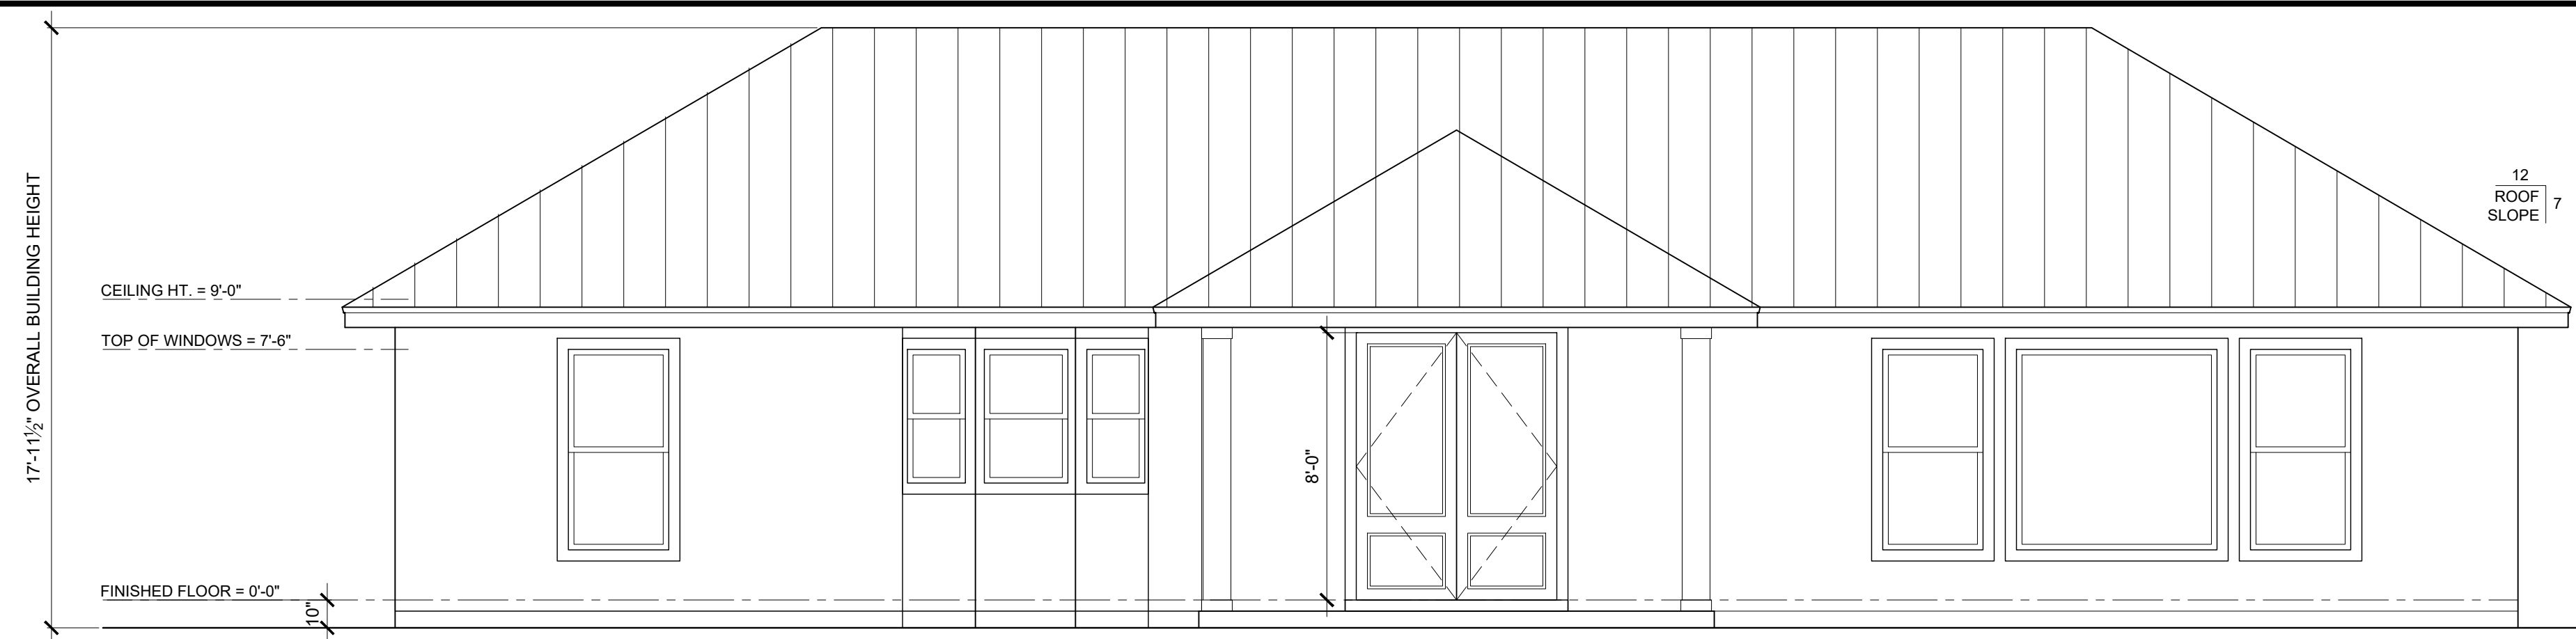 17'-11½" OVERALL BUILDING HEIGHT
12
ROOF
SLOPE
7
CEILING HT. = 9'-0"
TOP OF WINDOWS = 7'-6"
8'-0"
FINISHED FLOOR = 0'-0"
10"